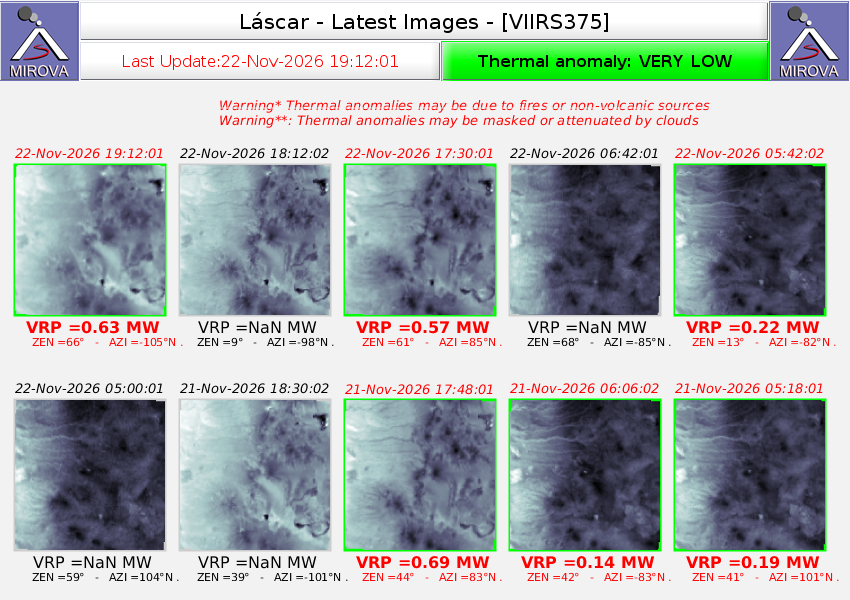 Láscar - Latest Images - [VIIRS375]
MIROVA
Last Update:22-Nov-2026 19:12:01
Thermal anomaly: VERY LOW
MIROVA
Warning* Thermal anomalies may be due to fires or non-volcanic sources
Warning**: Thermal anomalies may be masked or attenuated by clouds
22-Nov-2026 19:12:01 22-Nov-2026 18:12:02 22-Nov-2026 17:30:01 22-Nov-2026 06:42:01 22-Nov-2026 05:42:02
VRP =0.63 MW VRP =NaN MW VRP =0.57 MW VRP =NaN MW VRP =0.22 MW
ZEN =66° - AZI =-105°N . ZEN =9° - AZI =-98°N . ZEN =61° - AZI =85°N . ZEN =68° - AZI =-85°N . ZEN =13° - AZI =-82°N .
22-Nov-2026 05:00:01 21-Nov-2026 18:30:02 21-Nov-2026 17:48:01 21-Nov-2026 06:06:02 21-Nov-2026 05:18:01
VRP =NaN MW VRP =NaN MW VRP =0.69 MW VRP =0.14 MW VRP =0.19 MW
ZEN =59° - AZI =104°N . ZEN =39° - AZI =-101°N . ZEN =44° - AZI =83°N . ZEN =42° - AZI =-83°N . ZEN =41° - AZI =101°N .